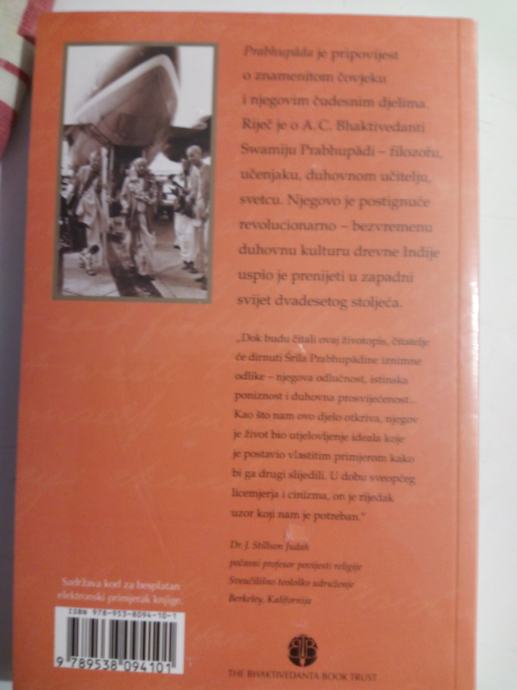 Prabhupāda je pripovijest
o znamenitom čovjeku
i njegovim čudesnim djelima.
Riječ je o A. C. Bhaktivedanti
Swamiju Prabhupādi – filozofu,
učenjaku, duhovnom učitelju,
svetcu. Njegovo je postignuće
revolucionarno – bezvremenu
duhovnu kulturu drevne Indije
uspio je prenijeti u zapadni
svijet dvadesetog stoljeća.
„Dok budu čitali ovaj životopis, čitatelje
će dirnuti Śrīla Prabhupādine iznimne
odlike – njegova odlučnost, istinska
poniznost i duhovna prosvijećenost...
Kao što nam ovo djelo otkriva, njegov
je život bio utjelovljenje ideala koje
je postavio vlastitim primjerom kako
bi ga drugi slijedili. U dobu sveopćeg
licemjerja i cinizma, on je rijedak
uzor koji nam je potreban.“
Dr. J. Stillson Judah
počasni profesor povijesti religije
Sveučilišno teološko udruženje
Berkeley, Kalifornija
Sadržava kod za besplatan
elektronski primjerak knjige.
ISBN 978-953-8094-10-1
9 789538 094101
THE BHAKTIVEDANTA BOOK TRUST